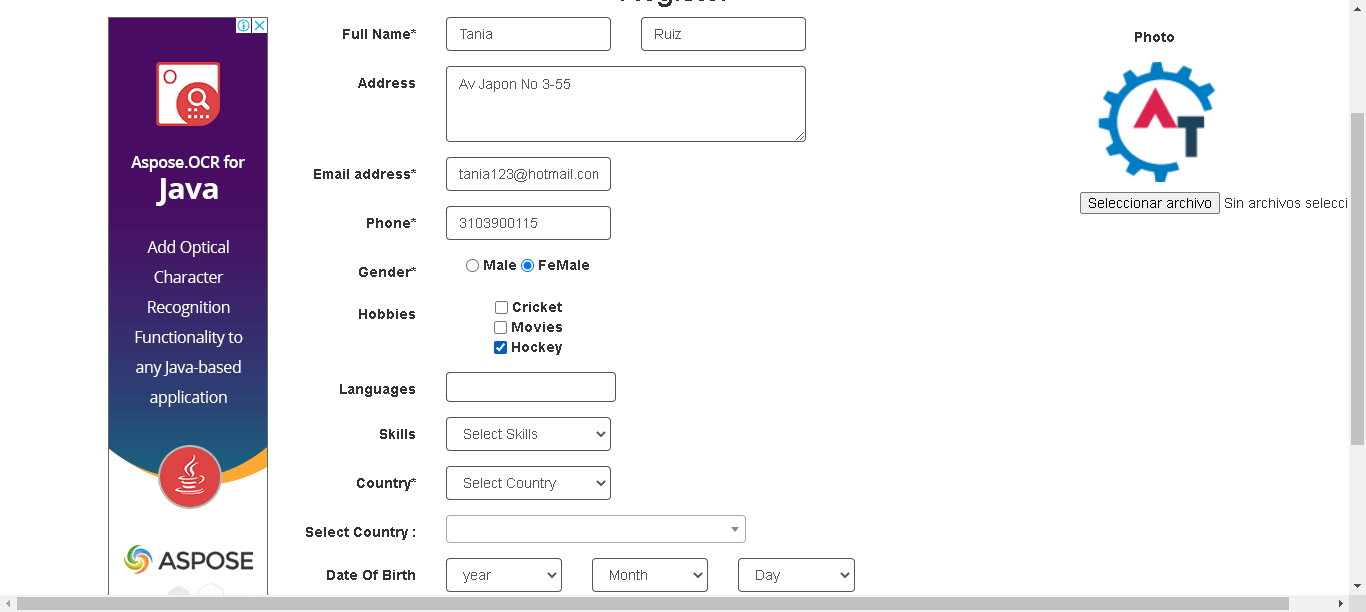 Register
Full Name*
Tania
Ruiz
Photo
Address
Av Japon No 3-55
Email address*
tania123@hotmail.con
Phone*
3103900115
Seleccionar archivo
Sin archivos selecci
Gender*
Male
FeMale
Hobbies
Cricket
Movies
Hockey
Languages
Skills
Select Skills
Country*
Select Country
Select Country :
Date Of Birth
year
Month
Day
Aspose.OCR for
Java
Add Optical
Character
Recognition
Functionality to
any Java-based
application
ASPOSE